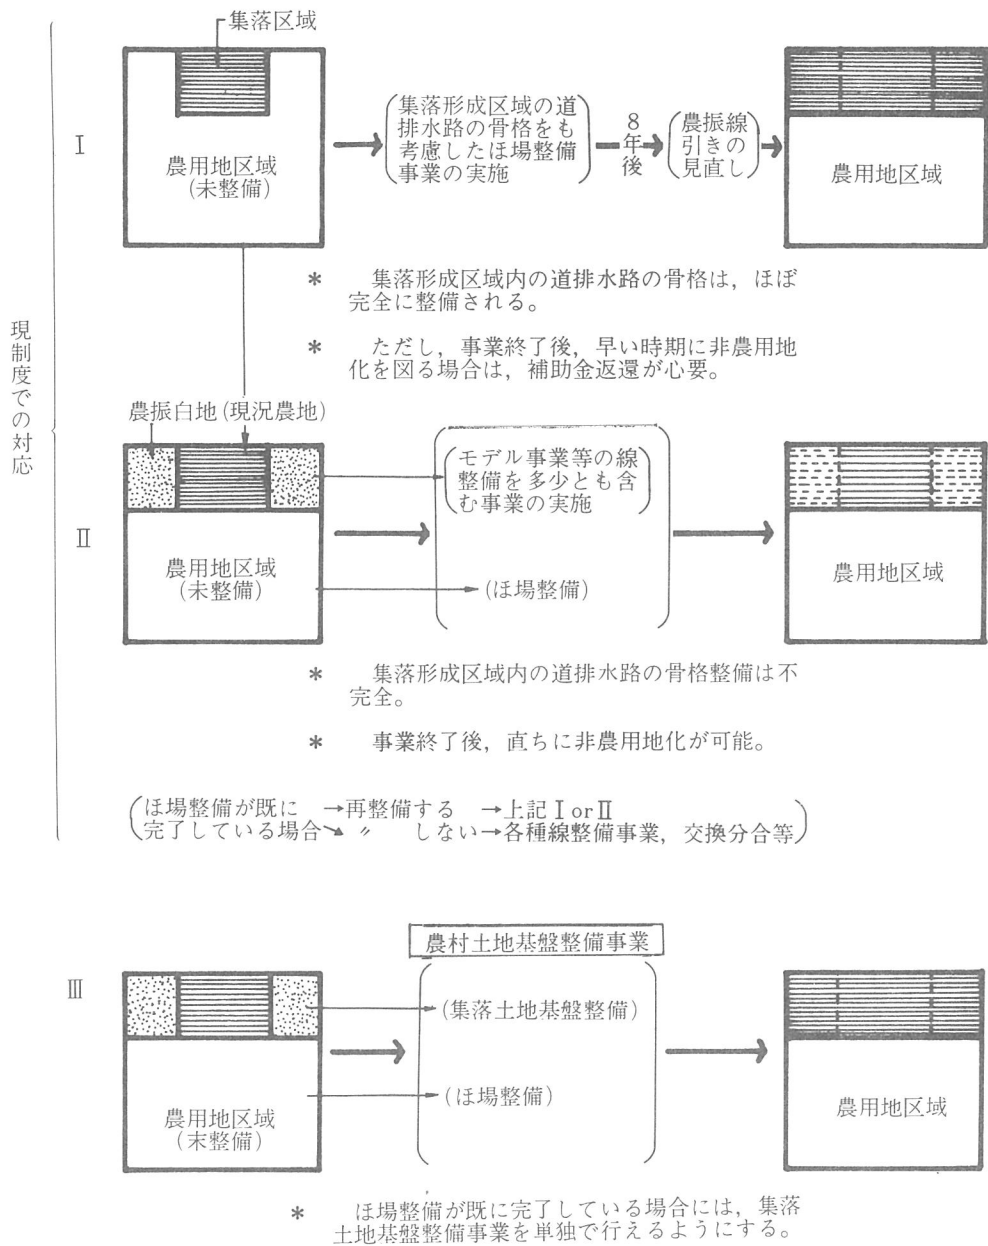 現制度での対応
Ⅰ
集落区域
農用地区域
(未整備)
集落形成区域の道
排水路の骨格をも
考慮したほ場整備
事業の実施
8年後
農振線
引きの
見直し
農用地区域
* 集落形成区域内の道排水路の骨格は，ほぼ
完全に整備される。
* ただし，事業終了後，早い時期に非農用地
化を図る場合は，補助金返還が必要。
Ⅱ
農振白地(現況農地)
農用地区域
(未整備)
モデル事業等の線
整備を多少とも含
む事業の実施
(ほ場整備)
農用地区域
* 集落形成区域内の道排水路の骨格整備は不
完全。
* 事業終了後，直ちに非農用地化が可能。
(ほ場整備が既に →再整備する →上記Ⅰ or Ⅱ
完了している場合↘ 〃 しない→各種線整備事業，交換分合等)
Ⅲ
農村土地基盤整備事業
農用地区域
(末整備)
(集落土地基盤整備)
(ほ場整備)
農用地区域
* ほ場整備が既に完了している場合には，集落
土地基盤整備事業を単独で行えるようにする。